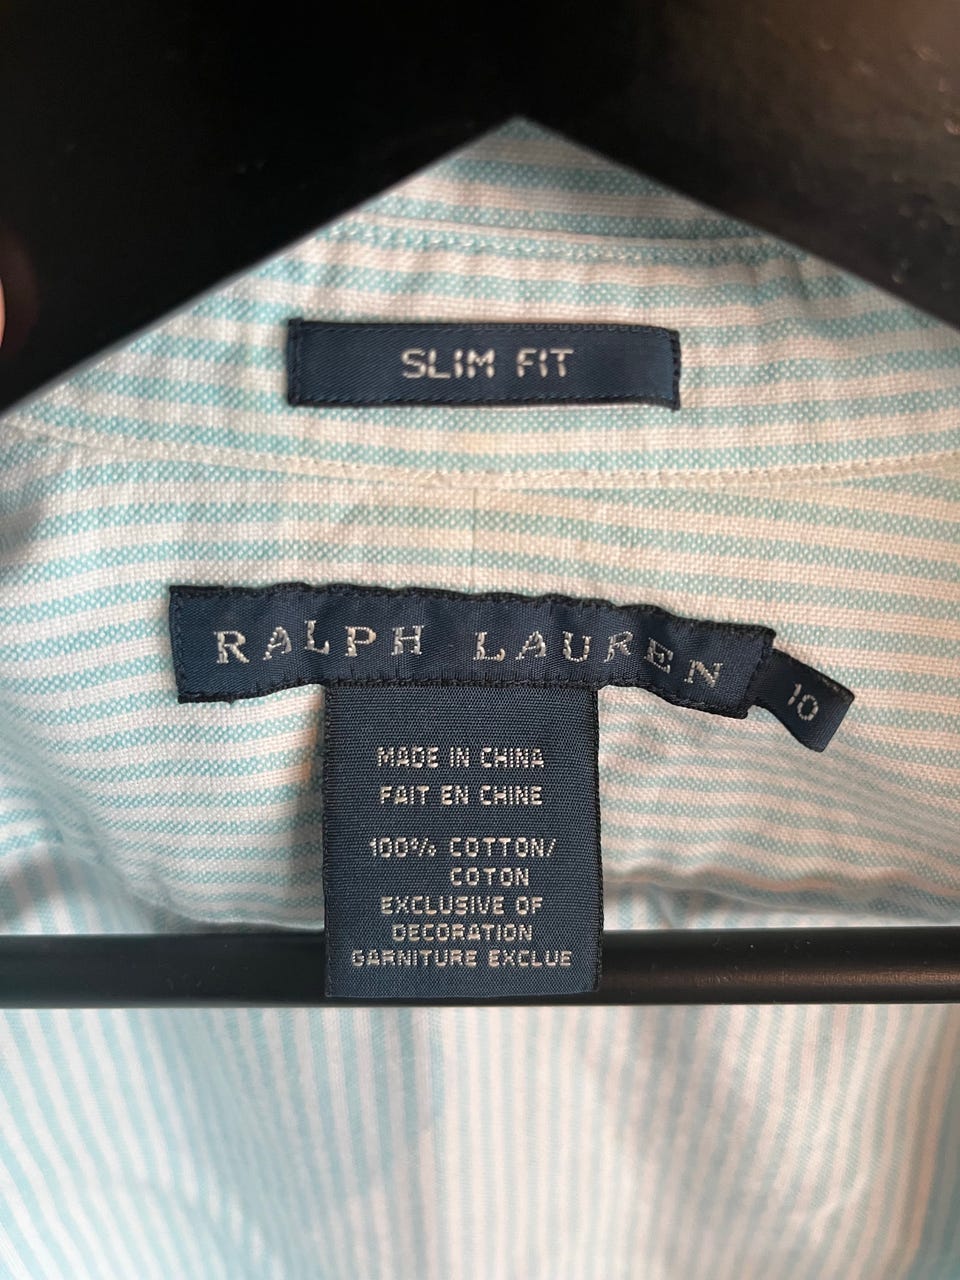 SLIM FIT
RALPH LAUREN
10
MADE IN CHINA
FAIT EN CHINE
100% COTTON/
COTON
EXCLUSIVE OF
DECORATION
GARNITURE EXCLUE